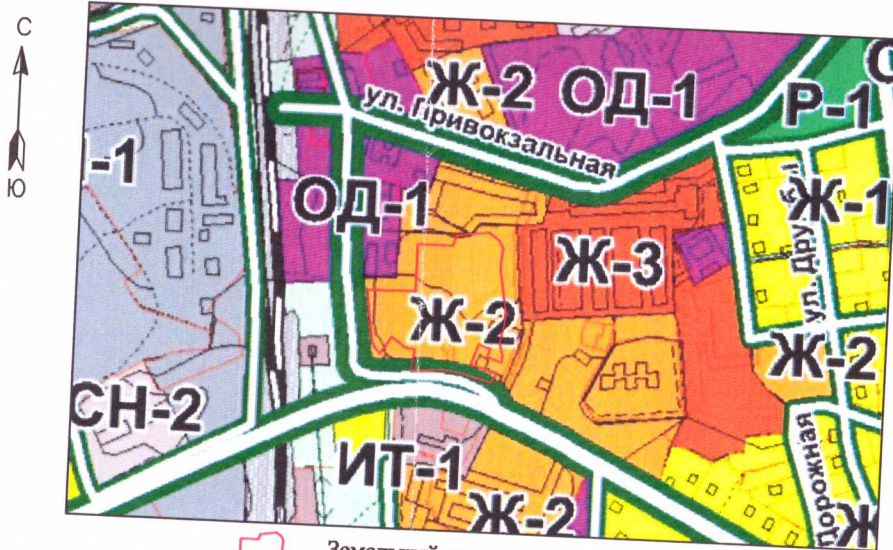 С
Ю
ул. Привокзальная
Ж-2
ОД-1
Р-1
-1
ОД-1
Ж-3
Ж-1
Ж-2
Ж-2
СН-2
ИТ-1
Ж-2
Дорожная
Ж